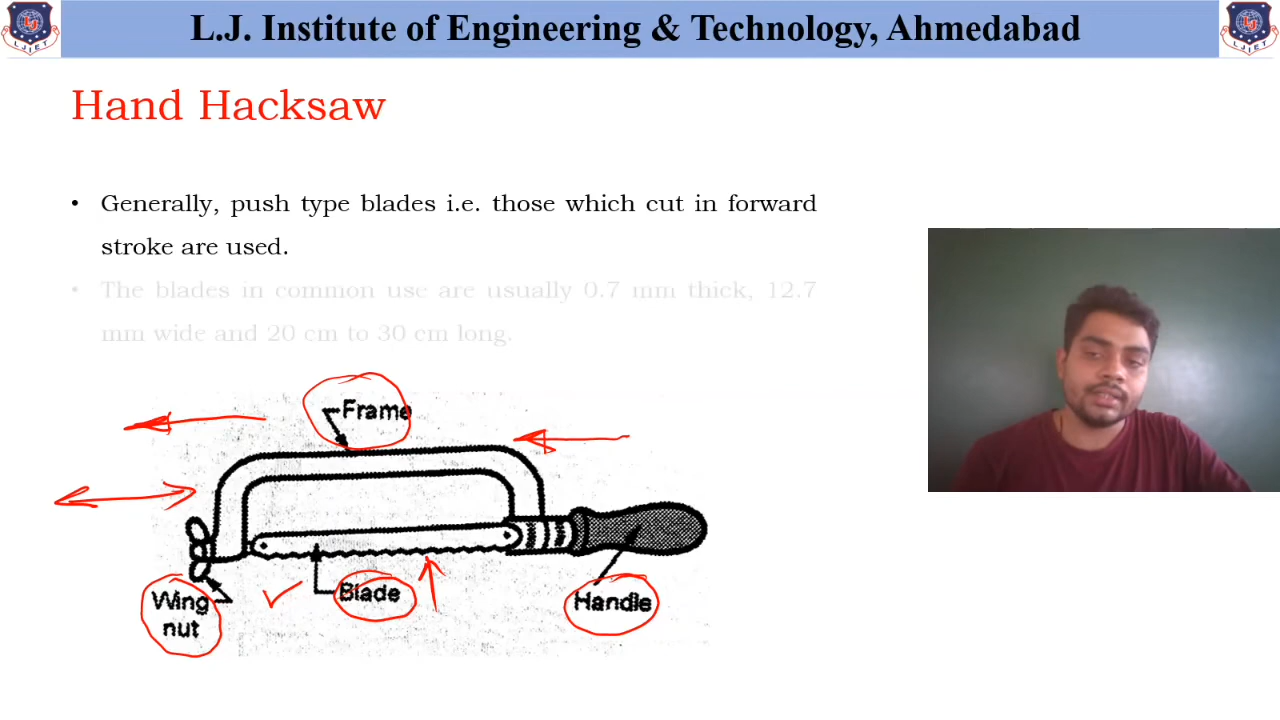 L.J. Institute of Engineering & Technology, Ahmedabad
LJIET
LJIET
Hand Hacksaw
• Generally, push type blades i.e. those which cut in forward
stroke are used.
• The blades in common use are usually 0.7 mm thick, 12.7
mm wide and 20 cm to 30 cm long.
Frame
Blade
Wing
nut
Handle